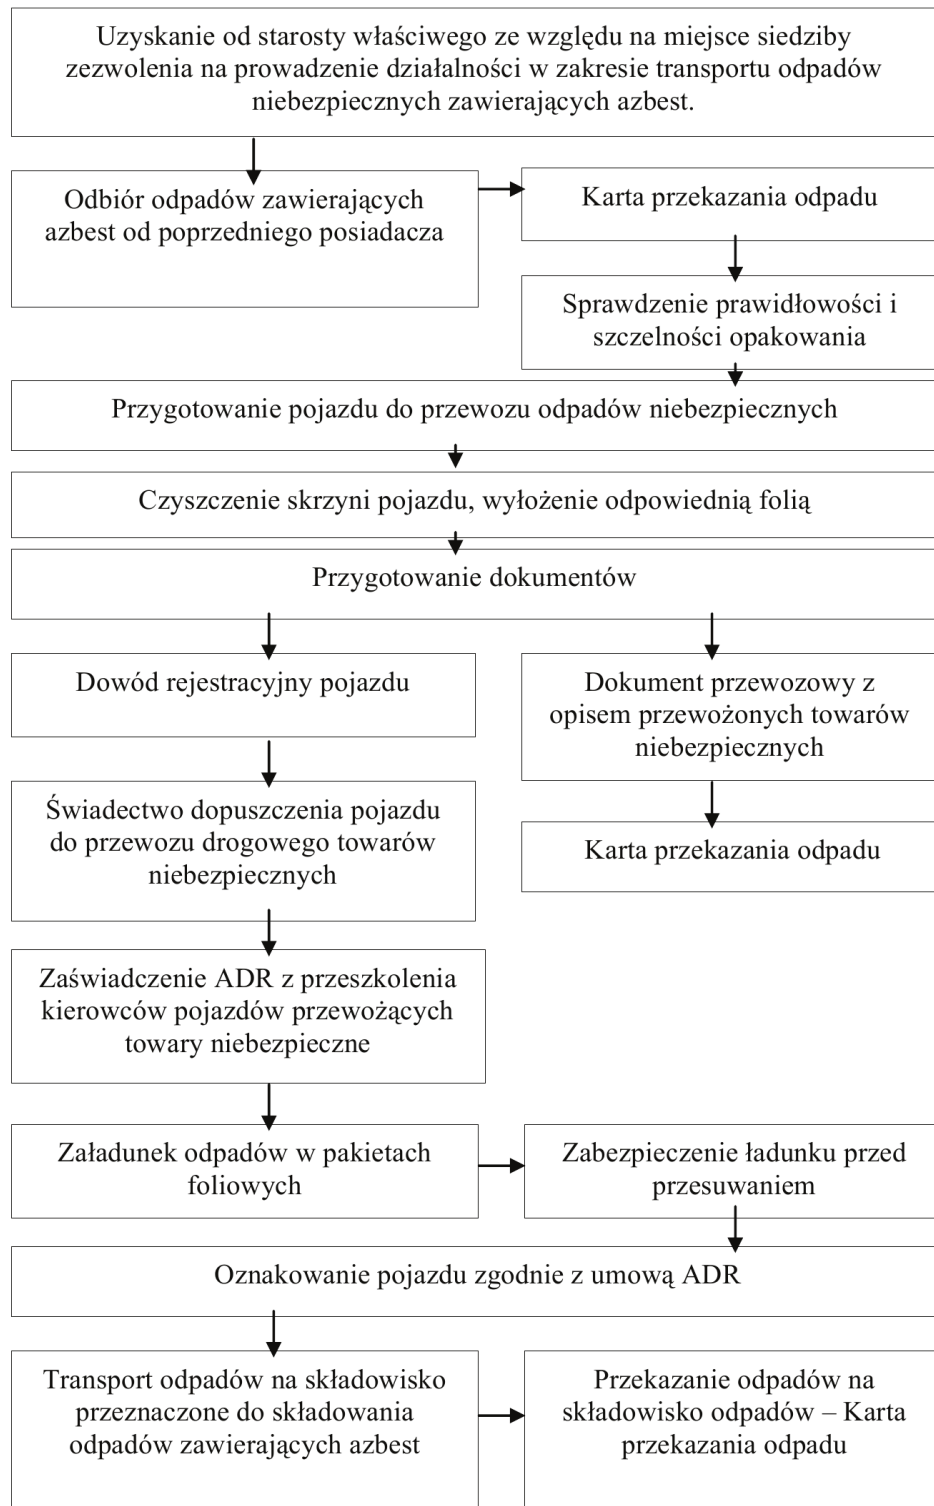 Uzyskanie od starosty właściwego ze względu na miejsce siedziby
zezwolenia na prowadzenie działalności w zakresie transportu odpadów
niebezpiecznych zawierających azbest.
Odbiór odpadów zawierających
azbest od poprzedniego posiadacza
Karta przekazania odpadu
Sprawdzenie prawidłowości i
szczelności opakowania
Przygotowanie pojazdu do przewozu odpadów niebezpiecznych
Czyszczenie skrzyni pojazdu, wyłożenie odpowiednią folią
Przygotowanie dokumentów
Dowód rejestracyjny pojazdu
Dokument przewozowy z
opisem przewożonych towarów
niebezpiecznych
Świadectwo dopuszczenia pojazdu
do przewozu drogowego towarów
niebezpiecznych
Karta przekazania odpadu
Zaświadczenie ADR z przeszkolenia
kierowców pojazdów przewożących
towary niebezpieczne
Załadunek odpadów w pakietach
foliowych
Zabezpieczenie ładunku przed
przesuwaniem
Oznakowanie pojazdu zgodnie z umową ADR
Transport odpadów na składowisko
przeznaczone do składowania
odpadów zawierających azbest
Przekazanie odpadów na
składowisko odpadów – Karta
przekazania odpadu